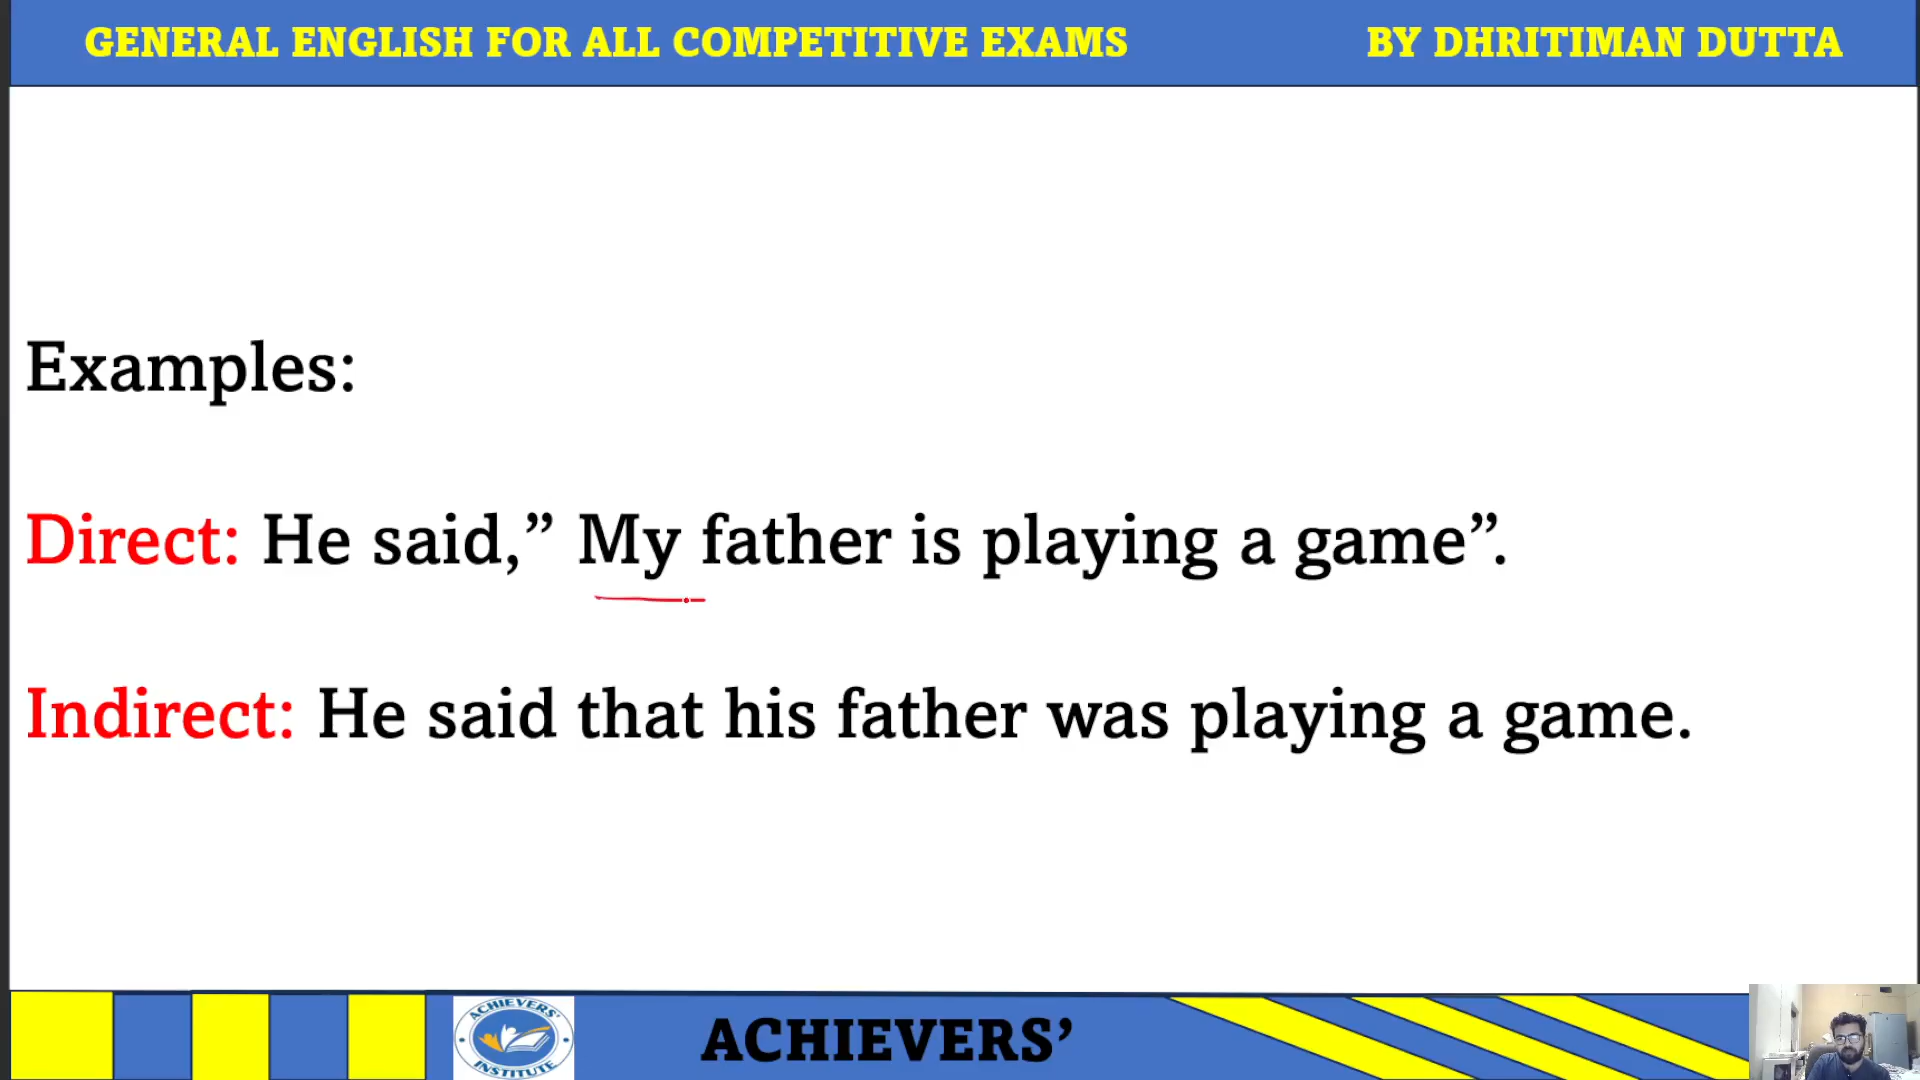 GENERAL ENGLISH FOR ALL COMPETITIVE EXAMS BY DHRITIMAN DUTTA
Examples:
Direct: He said,” My father is playing a game”.
Indirect: He said that his father was playing a game.
ACHIEVERS'
INSTITUTE
ACHIEVERS’